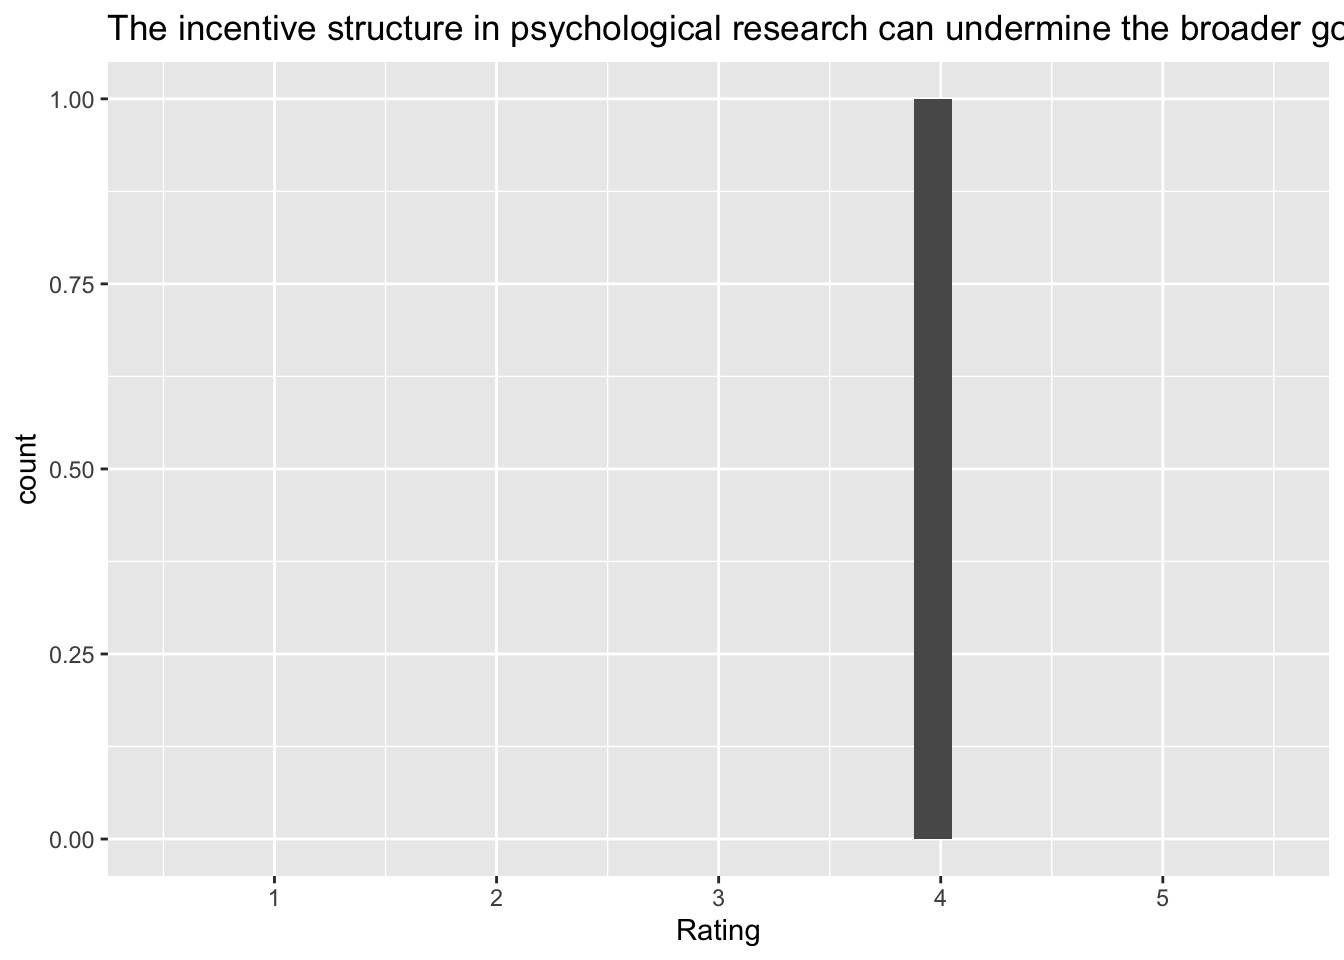 The incentive structure in psychological research can undermine the broader
1.00
0.75
0.50
0.25
0.00
count
1 2 3 4 5
Rating